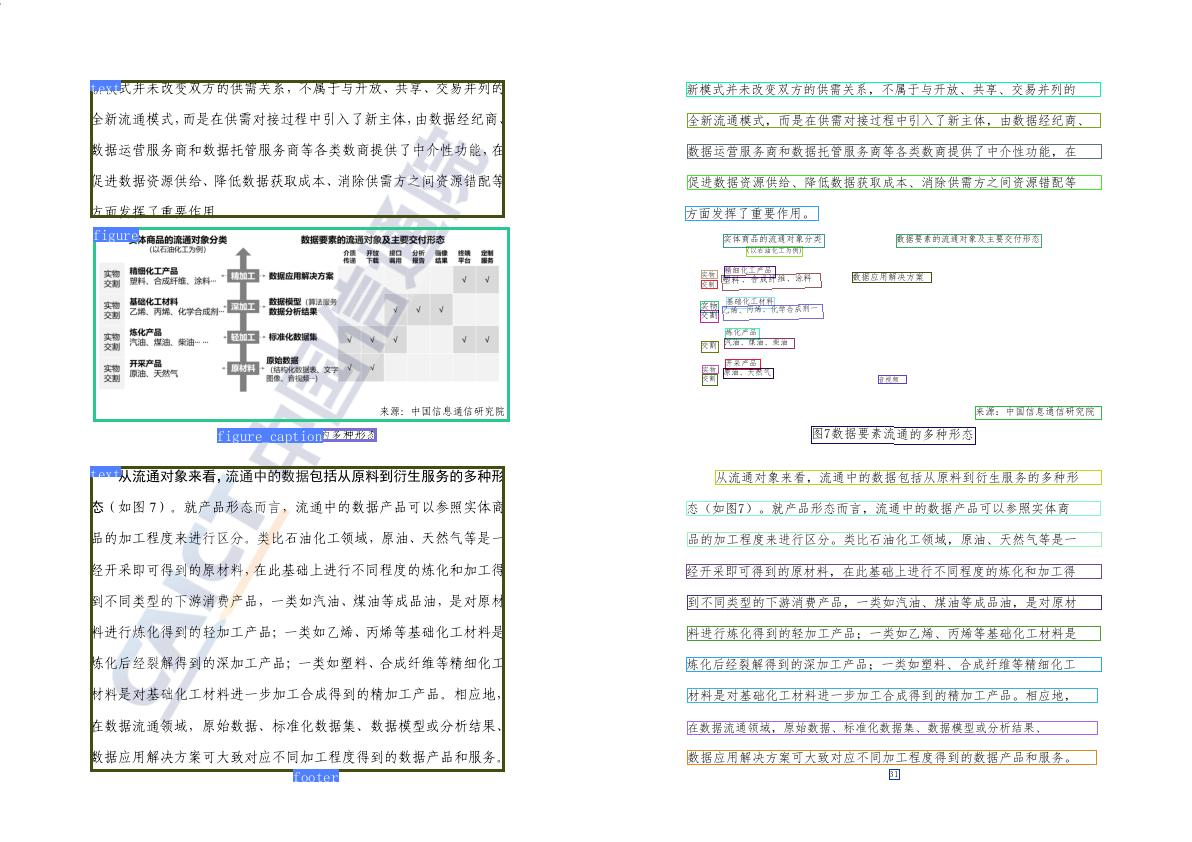 text
新模式并未改变双方的供需关系，不属于与开放、共享、交易并列的
全新流通模式，而是在供需对接过程中引入了新主体，由数据经纪商、
数据运营服务商和数据托管服务商等各类数商提供了中介性功能，在
促进数据资源供给、降低数据获取成本、消除供需方之间资源错配等
方面发挥了重要作用
figure
实体商品的流通对象分类
（以石油化工为例）
数据要素的流通对象及主要交付形态
介质传递 开放下载 接口调用 分析报告 画像结果 终端平台 定制服务
实物交割 精细化工产品 塑料、合成纤维、涂料… 精加工 数据应用解决方案 √ √
实物交割 基础化工材料 乙烯、丙烯、化学合成剂… 深加工 数据模型（算法服务 数据分析结果 √ √ √
实物交割 炼化产品 汽油、煤油、柴油…… 轻加工 标准化数据集 √ √ √ √ √
实物交割 开采产品 原油、天然气 原材料 原始数据 （结构化数据表、文字图像、音视频…） √ √
来源：中国信息通信研究院
figure caption
的多种形态
text
从流通对象来看，流通中的数据包括从原料到衍生服务的多种形
态（如图 7）。就产品形态而言，流通中的数据产品可以参照实体商
品的加工程度来进行区分。类比石油化工领域，原油、天然气等是一
经开采即可得到的原材料，在此基础上进行不同程度的炼化和加工得
到不同类型的下游消费产品，一类如汽油、煤油等成品油，是对原材
料进行炼化得到的轻加工产品；一类如乙烯、丙烯等基础化工材料是
炼化后经裂解得到的深加工产品；一类如塑料、合成纤维等精细化工
材料是对基础化工材料进一步加工合成得到的精加工产品。相应地，
在数据流通领域，原始数据、标准化数据集、数据模型或分析结果、
数据应用解决方案可大致对应不同加工程度得到的数据产品和服务。
footer
CAICT 中国信通院
新模式并未改变双方的供需关系，不属于与开放、共享、交易并列的
全新流通模式，而是在供需对接过程中引入了新主体，由数据经纪商、
数据运营服务商和数据托管服务商等各类数商提供了中介性功能，在
促进数据资源供给、降低数据获取成本、消除供需方之间资源错配等
方面发挥了重要作用。
实体商品的流通对象分类
（以石油化工为例）
数据要素的流通对象及主要交付形态
实物
精细化工产品
交割
塑料、合成纤维、涂料
数据应用解决方案
实物
基础化工材料
交割
乙烯、丙烯、化学合成剂一
炼化产品
交割
汽油、煤油、柴油
实物
开采产品
交割
原油、天然气
音视频
来源：中国信息通信研究院
图7数据要素流通的多种形态
从流通对象来看，流通中的数据包括从原料到衍生服务的多种形
态（如图7）。就产品形态而言，流通中的数据产品可以参照实体商
品的加工程度来进行区分。类比石油化工领域，原油、天然气等是一
经开采即可得到的原材料，在此基础上进行不同程度的炼化和加工得
到不同类型的下游消费产品，一类如汽油、煤油等成品油，是对原材
料进行炼化得到的轻加工产品；一类如乙烯、丙烯等基础化工材料是
炼化后经裂解得到的深加工产品；一类如塑料、合成纤维等精细化工
材料是对基础化工材料进一步加工合成得到的精加工产品。相应地，
在数据流通领域，原始数据、标准化数据集、数据模型或分析结果、
数据应用解决方案可大致对应不同加工程度得到的数据产品和服务。
31